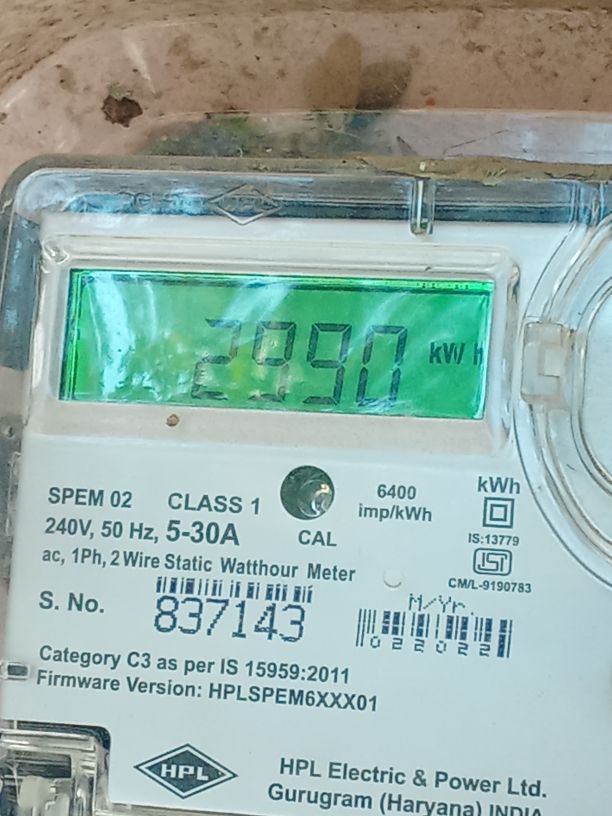 2990 kWh
SPEM 02 CLASS 1
240V, 50 Hz, 5-30A
ac, 1Ph, 2 Wire Static Watthour Meter
CAL
6400
imp/kWh
kWh
IS:13779
ISI
CM/L-9190783
S. No. 837143
M/Yr.
022022
Category C3 as per IS 15959:2011
Firmware Version: HPLSPEM6XXX01
HPL
HPL Electric & Power Ltd.
Gurugram (Haryana) INDIA